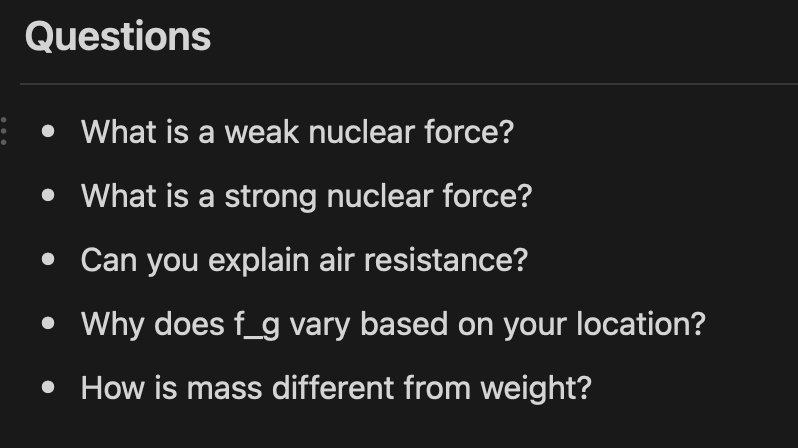 Questions
• What is a weak nuclear force?
• What is a strong nuclear force?
• Can you explain air resistance?
• Why does f_g vary based on your location?
• How is mass different from weight?